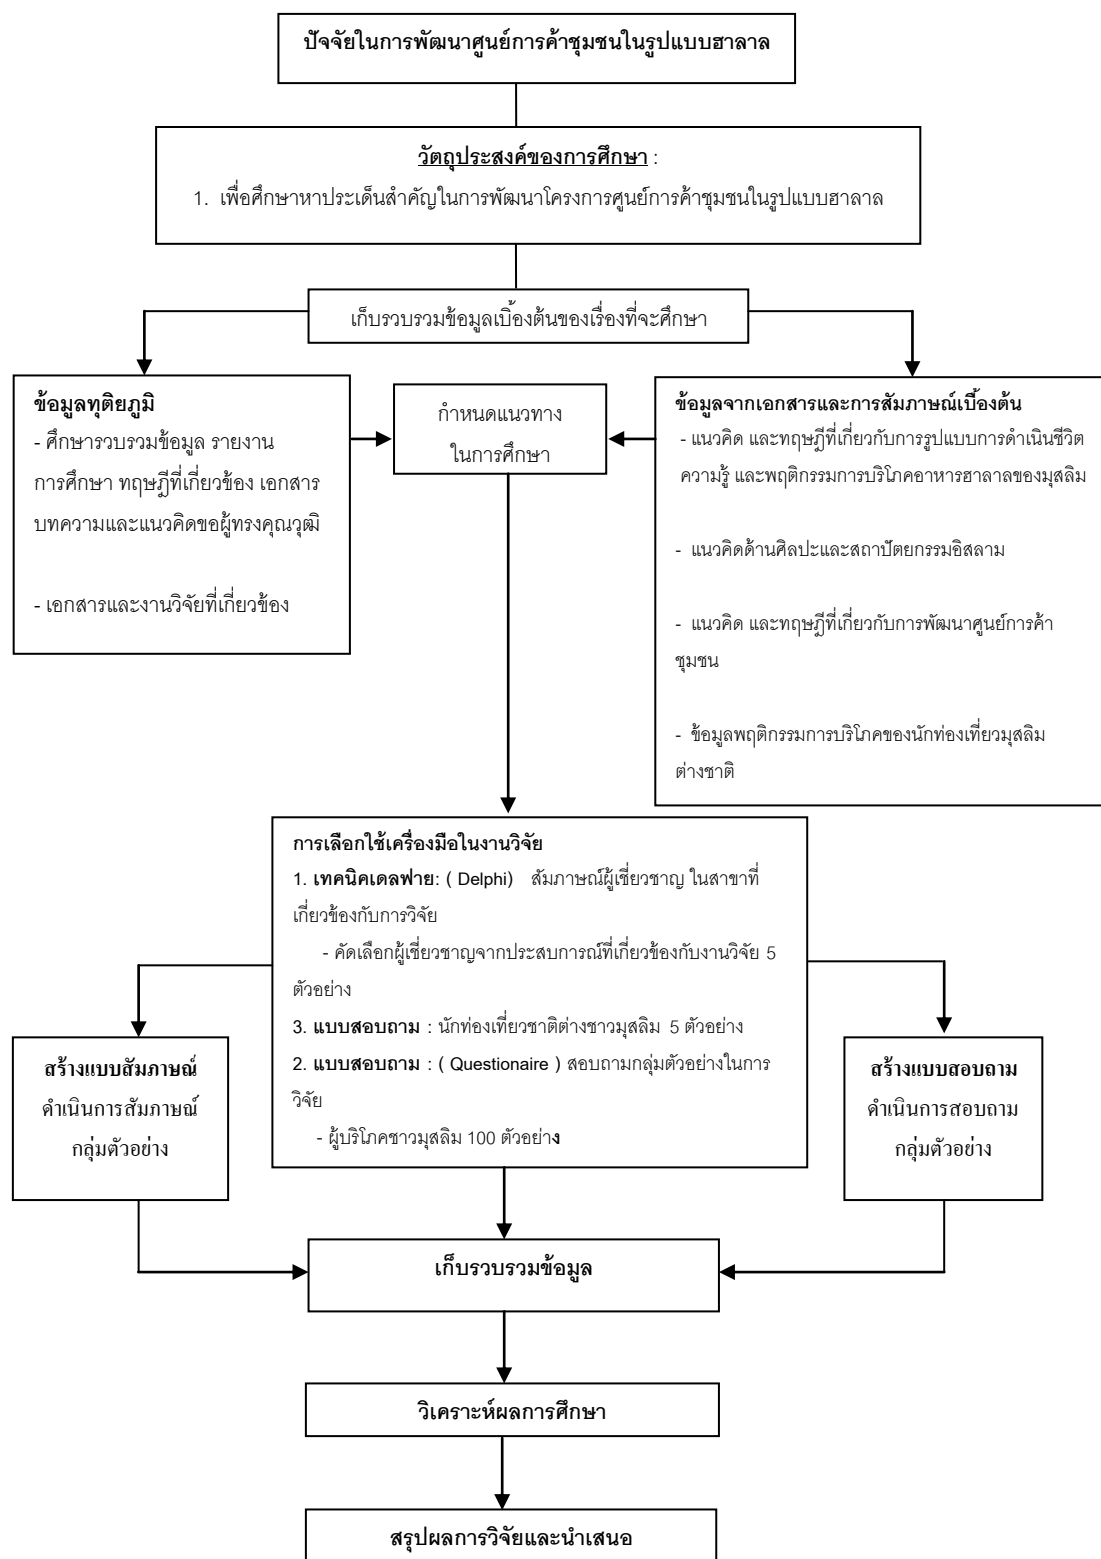 ปัจจัยในการพัฒนาศูนย์การค้าชุมชนในรูปแบบฮาลาล
วัตถุประสงค์ของการศึกษา :
1. เพื่อศึกษาหาประเด็นสำคัญในการพัฒนาโครงการศูนย์การค้าชุมชนในรูปแบบฮาลาล
เก็บรวบรวมข้อมูลเบื้องต้นของเรื่องที่จะศึกษา
ข้อมูลทุติยภูมิ
- ศึกษารวบรวมข้อมูล รายงาน
การศึกษา ทฤษฎีที่เกี่ยวข้อง เอกสาร
บทความและแนวคิดขอผู้ทรงคุณวุฒิ
- เอกสารและงานวิจัยที่เกี่ยวข้อง
กำหนดแนวทาง
ในการศึกษา
ข้อมูลจากเอกสารและการสัมภาษณ์เบื้องต้น
- แนวคิด และทฤษฎีที่เกี่ยวกับการรูปแบบการดำเนินชีวิต
ความรู้ และพฤติกรรมการบริโภคอาหารฮาลาลของมุสลิม
- แนวคิดด้านศิลปะและสถาปัตยกรรมอิสลาม
- แนวคิด และทฤษฎีที่เกี่ยวกับการพัฒนาศูนย์การค้า
ชุมชน
- ข้อมูลพฤติกรรมการบริโภคของนักท่องเที่ยวมุสลิม
ต่างชาติ
การเลือกใช้เครื่องมือในงานวิจัย
1. เทคนิคเดลฟาย: ( Delphi) สัมภาษณ์ผู้เชี่ยวชาญ ในสาขาที่
เกี่ยวข้องกับการวิจัย
- คัดเลือกผู้เชี่ยวชาญจากประสบการณ์ที่เกี่ยวข้องกับงานวิจัย 5
ตัวอย่าง
3. แบบสอบถาม : นักท่องเที่ยวชาติต่างชาวมุสลิม 5 ตัวอย่าง
2. แบบสอบถาม : ( Questionaire ) สอบถามกลุ่มตัวอย่างในการ
วิจัย
- ผู้บริโภคชาวมุสลิม 100 ตัวอย่าง
สร้างแบบสัมภาษณ์
ดำเนินการสัมภาษณ์
กลุ่มตัวอย่าง
สร้างแบบสอบถาม
ดำเนินการสอบถาม
กลุ่มตัวอย่าง
เก็บรวบรวมข้อมูล
วิเคราะห์ผลการศึกษา
สรุปผลการวิจัยและนำเสนอ